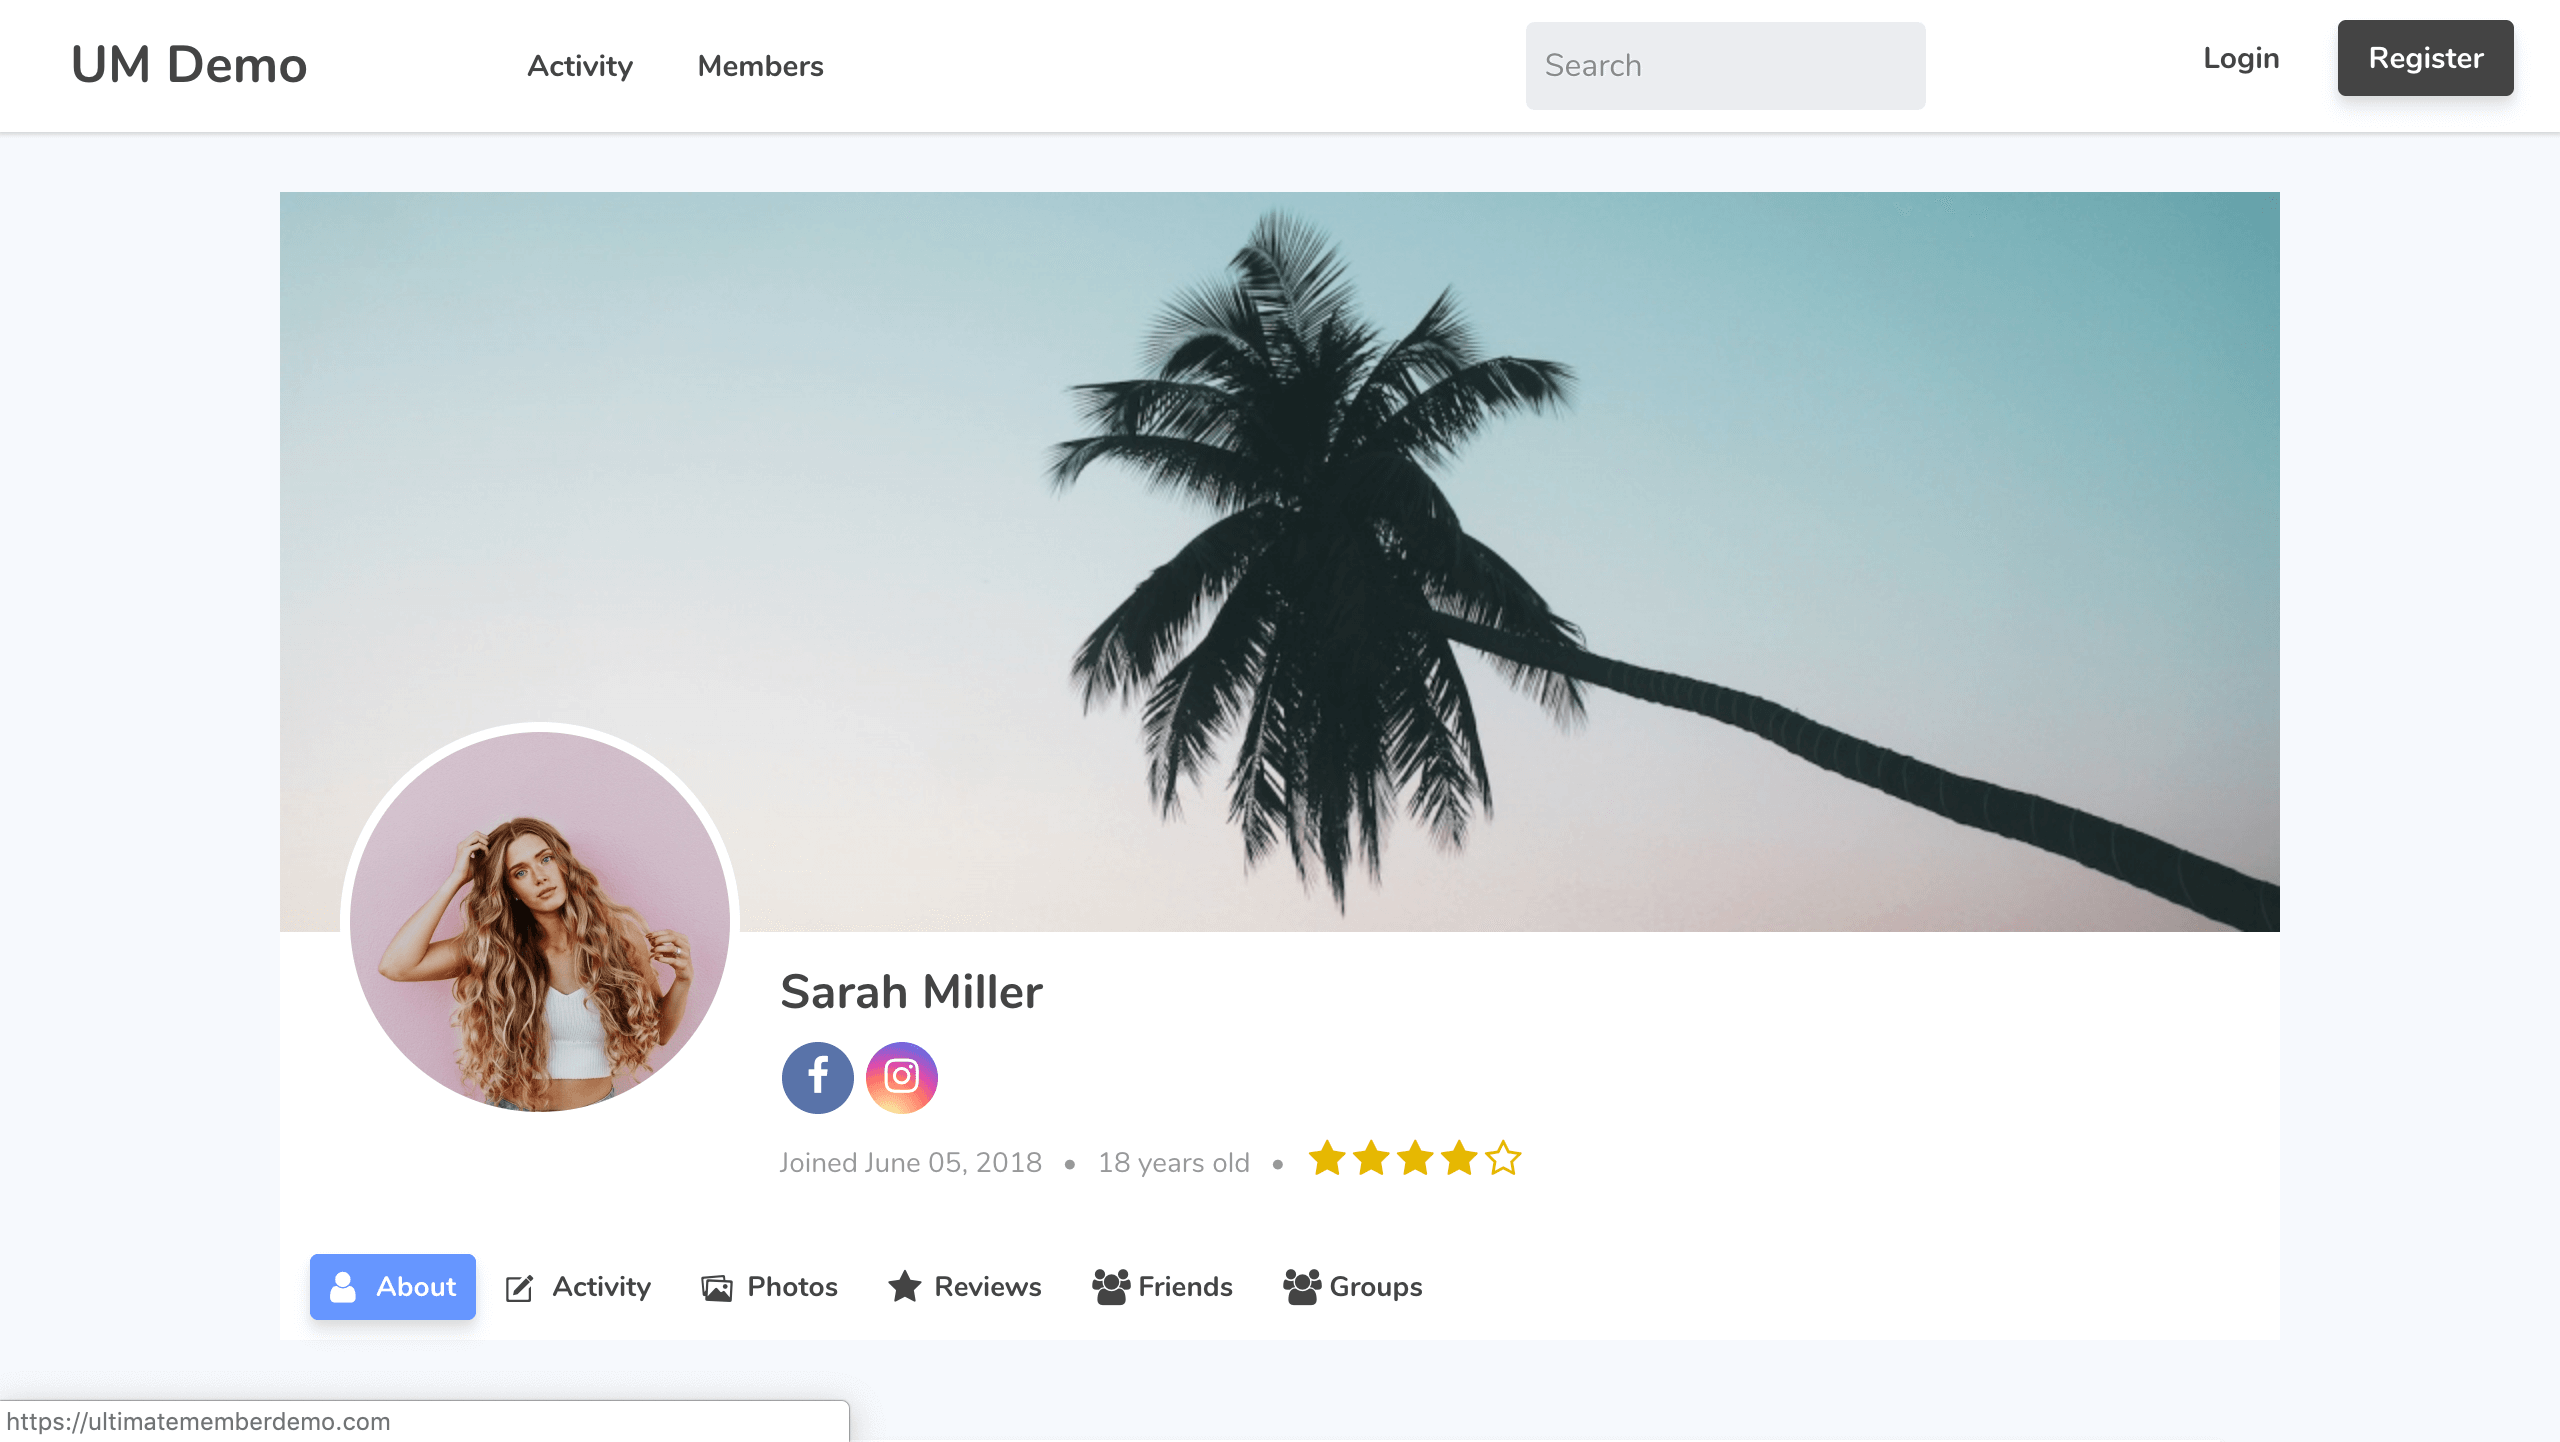 UM Demo
Activity Members
Search
Login
Register
Sarah Miller
Joined June 05, 2018 • 18 years old •
About Activity Photos Reviews Friends Groups
https://ultimatememberdemo.com